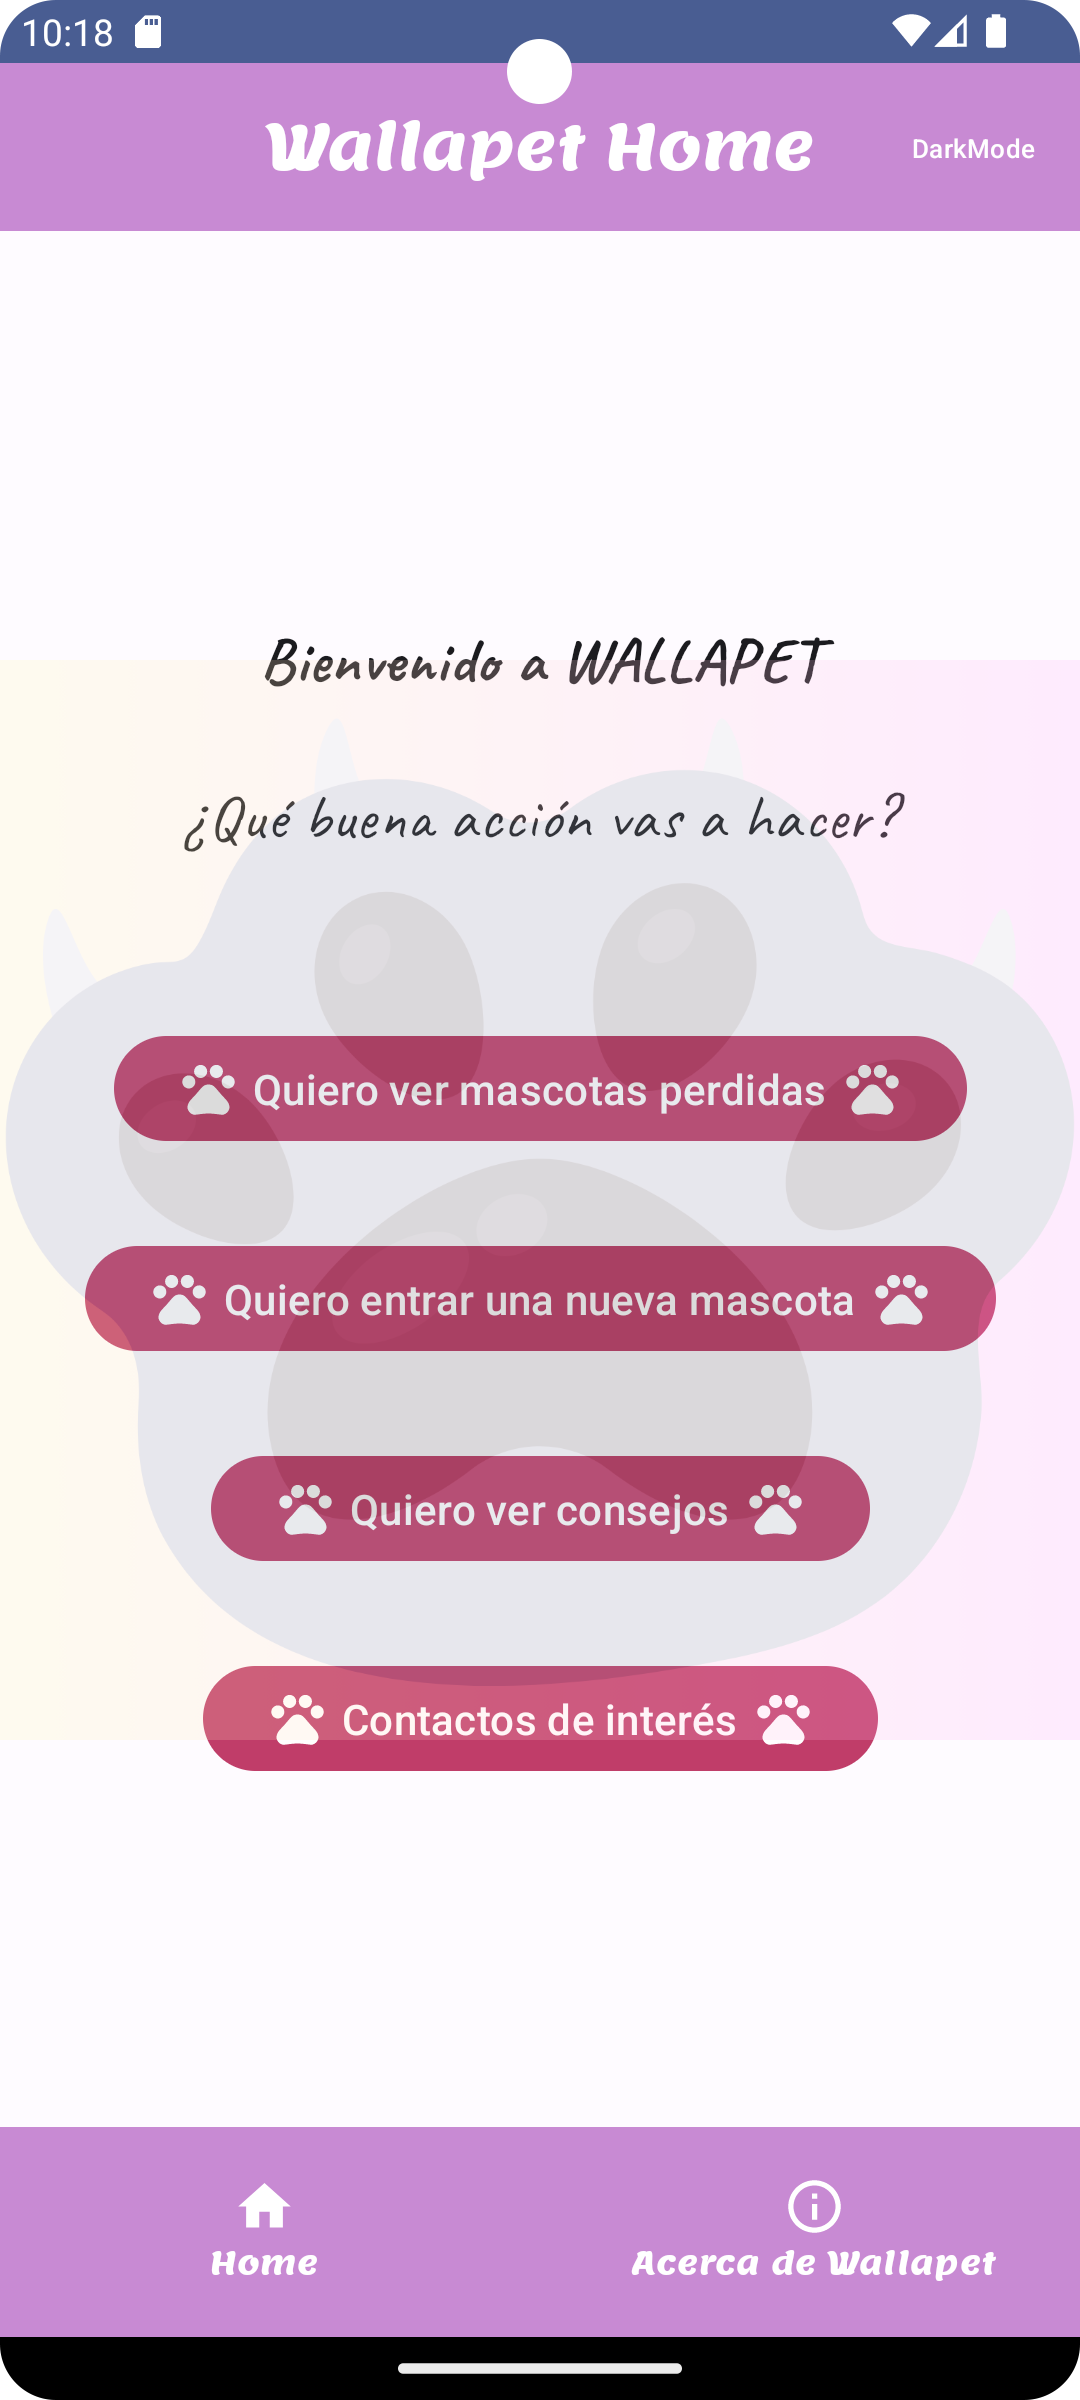 10:18
Wallapet Home
DarkMode
Bienvenido a WALLAPET
¿Qué buena acción vas a hacer?
Quiero ver mascotas perdidas
Quiero entrar una nueva mascota
Quiero ver consejos
Contactos de interés
Home
Acerca de Wallapet